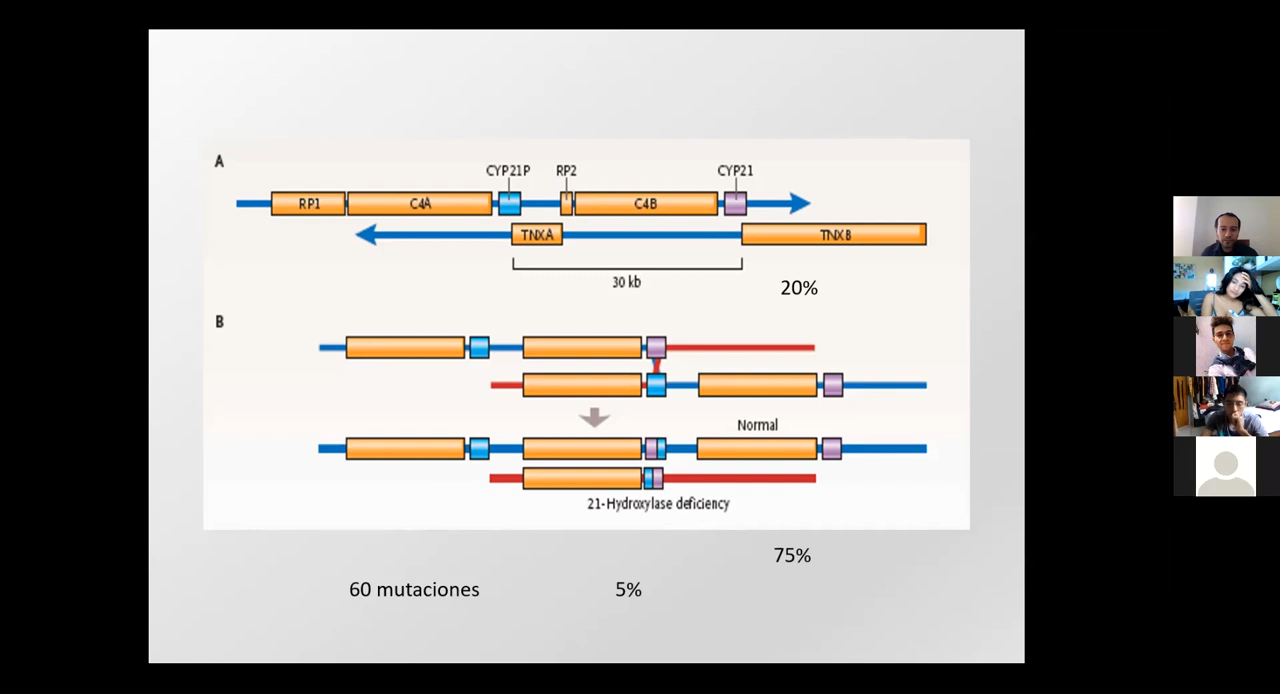 A
CYP21P RP2 CYP21
RP1 C4A C4B
TNXA TNXB
30 kb
20%
B
Normal
21-Hydroxylase deficiency
75%
60 mutaciones 5%